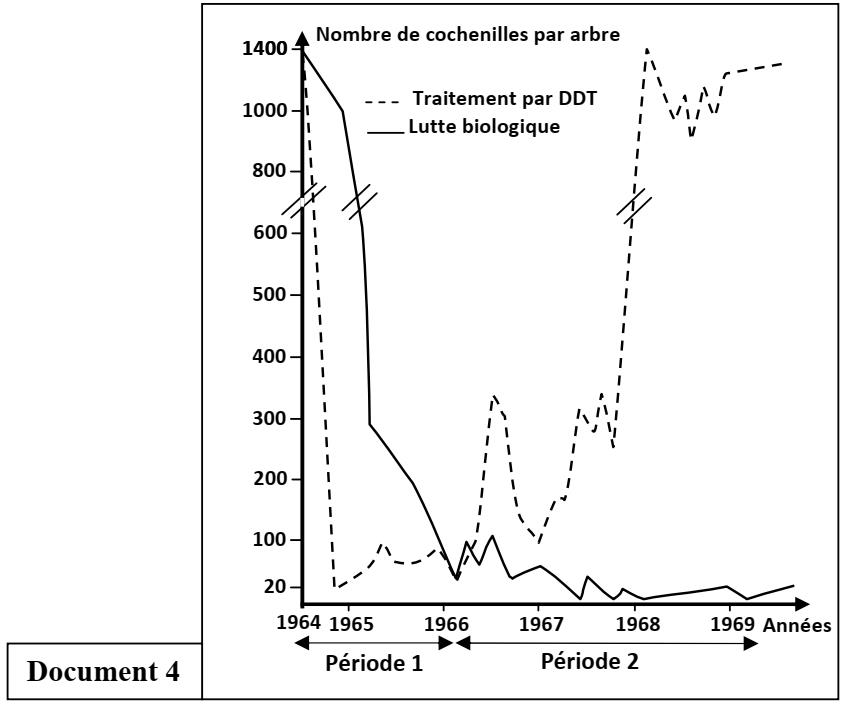 Nombre de cochenilles par arbre
1400
1000
800
600
500
400
300
200
100
20
Traitement par DDT
Lutte biologique
1964 1965 1966 1967 1968 1969 Années
Période 1 Période 2
Document 4